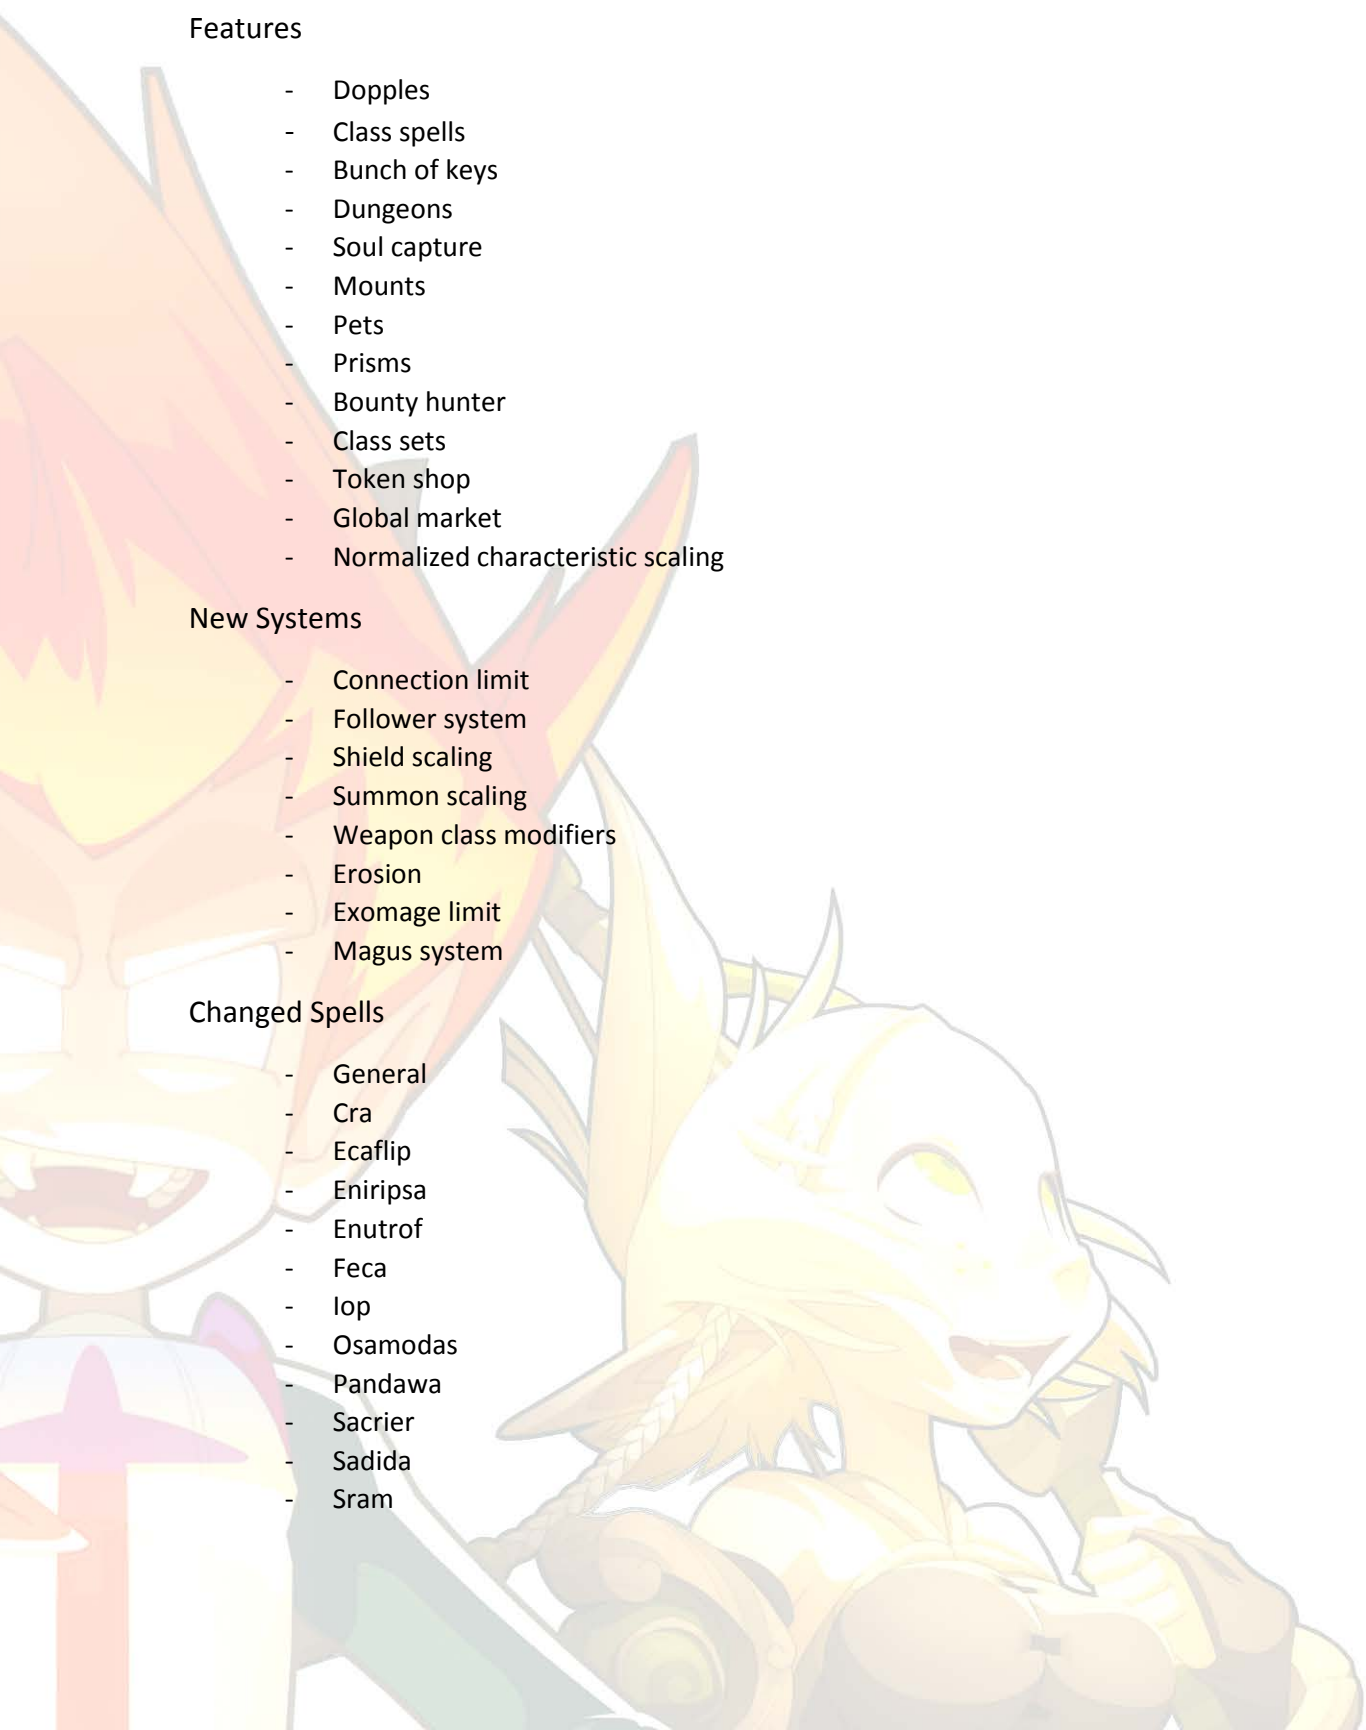 Features
- Dopples
- Class spells
- Bunch of keys
- Dungeons
- Soul capture
- Mounts
- Pets
- Prisms
- Bounty hunter
- Class sets
- Token shop
- Global market
- Normalized characteristic scaling
New Systems
- Connection limit
- Follower system
- Shield scaling
- Summon scaling
- Weapon class modifiers
- Erosion
- Exomage limit
- Magus system
Changed Spells
- General
- Cra
- Ecaflip
- Eniripsa
- Enutrof
- Feca
- Iop
- Osamodas
- Pandawa
- Sacrier
- Sadida
- Sram